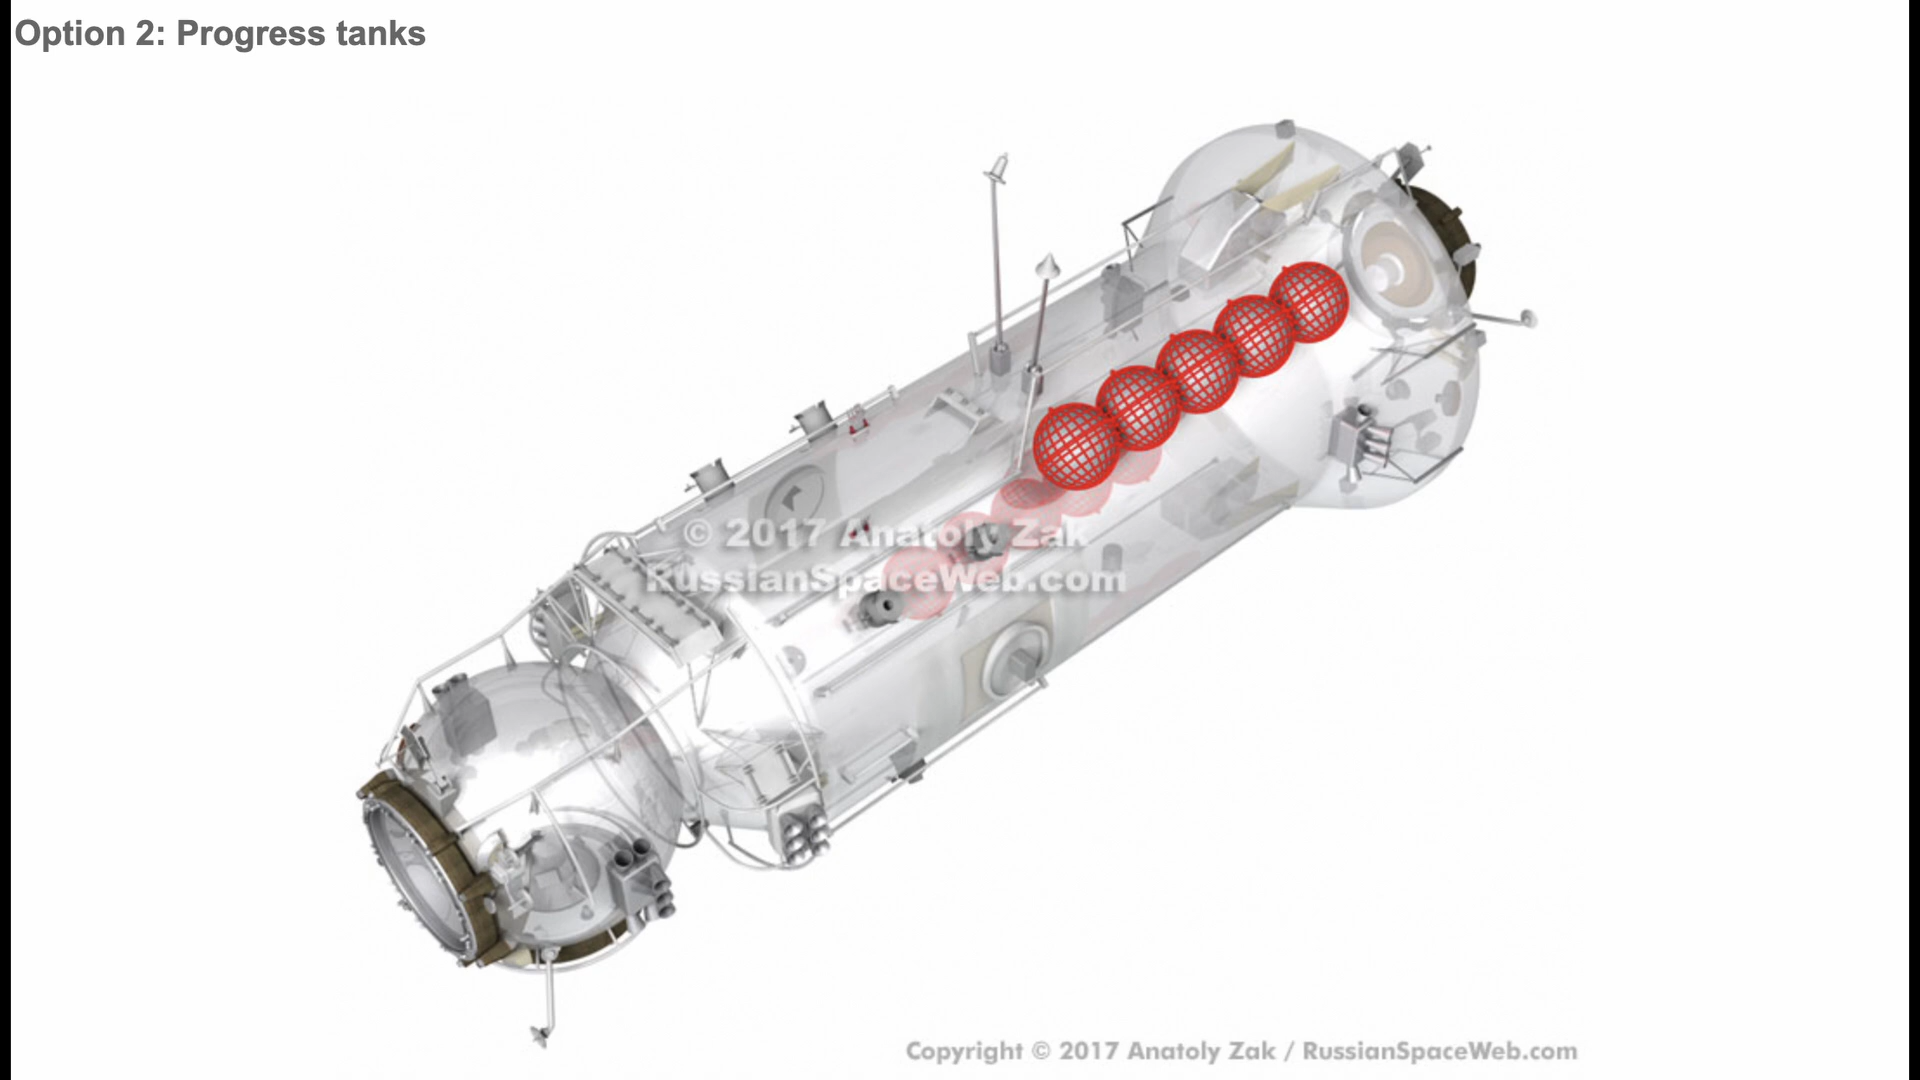 Option 2: Progress tanks
© 2017 Anatoly Zak
RussianSpaceWeb.com
Copyright © 2017 Anatoly Zak / RussianSpaceWeb.com